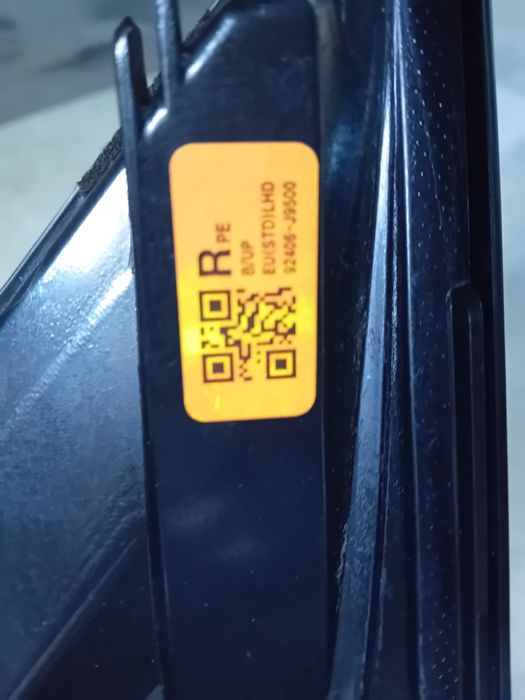 R PE
B/UP
EU(STD)LHD
92406-J9500